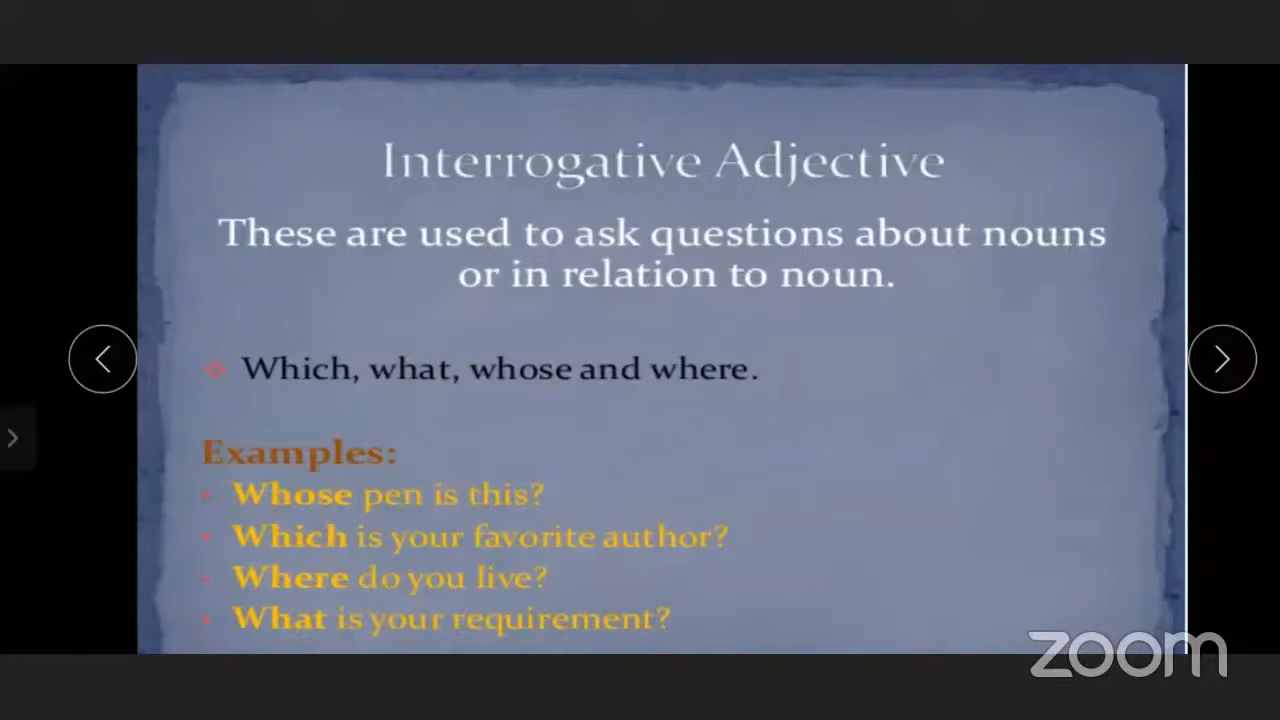 Interrogative Adjective
These are used to ask questions about nouns
or in relation to noun.
Which, what, whose and where.
Examples:
Whose pen is this?
Which is your favorite author?
Where do you live?
What is your requirement?
zoom